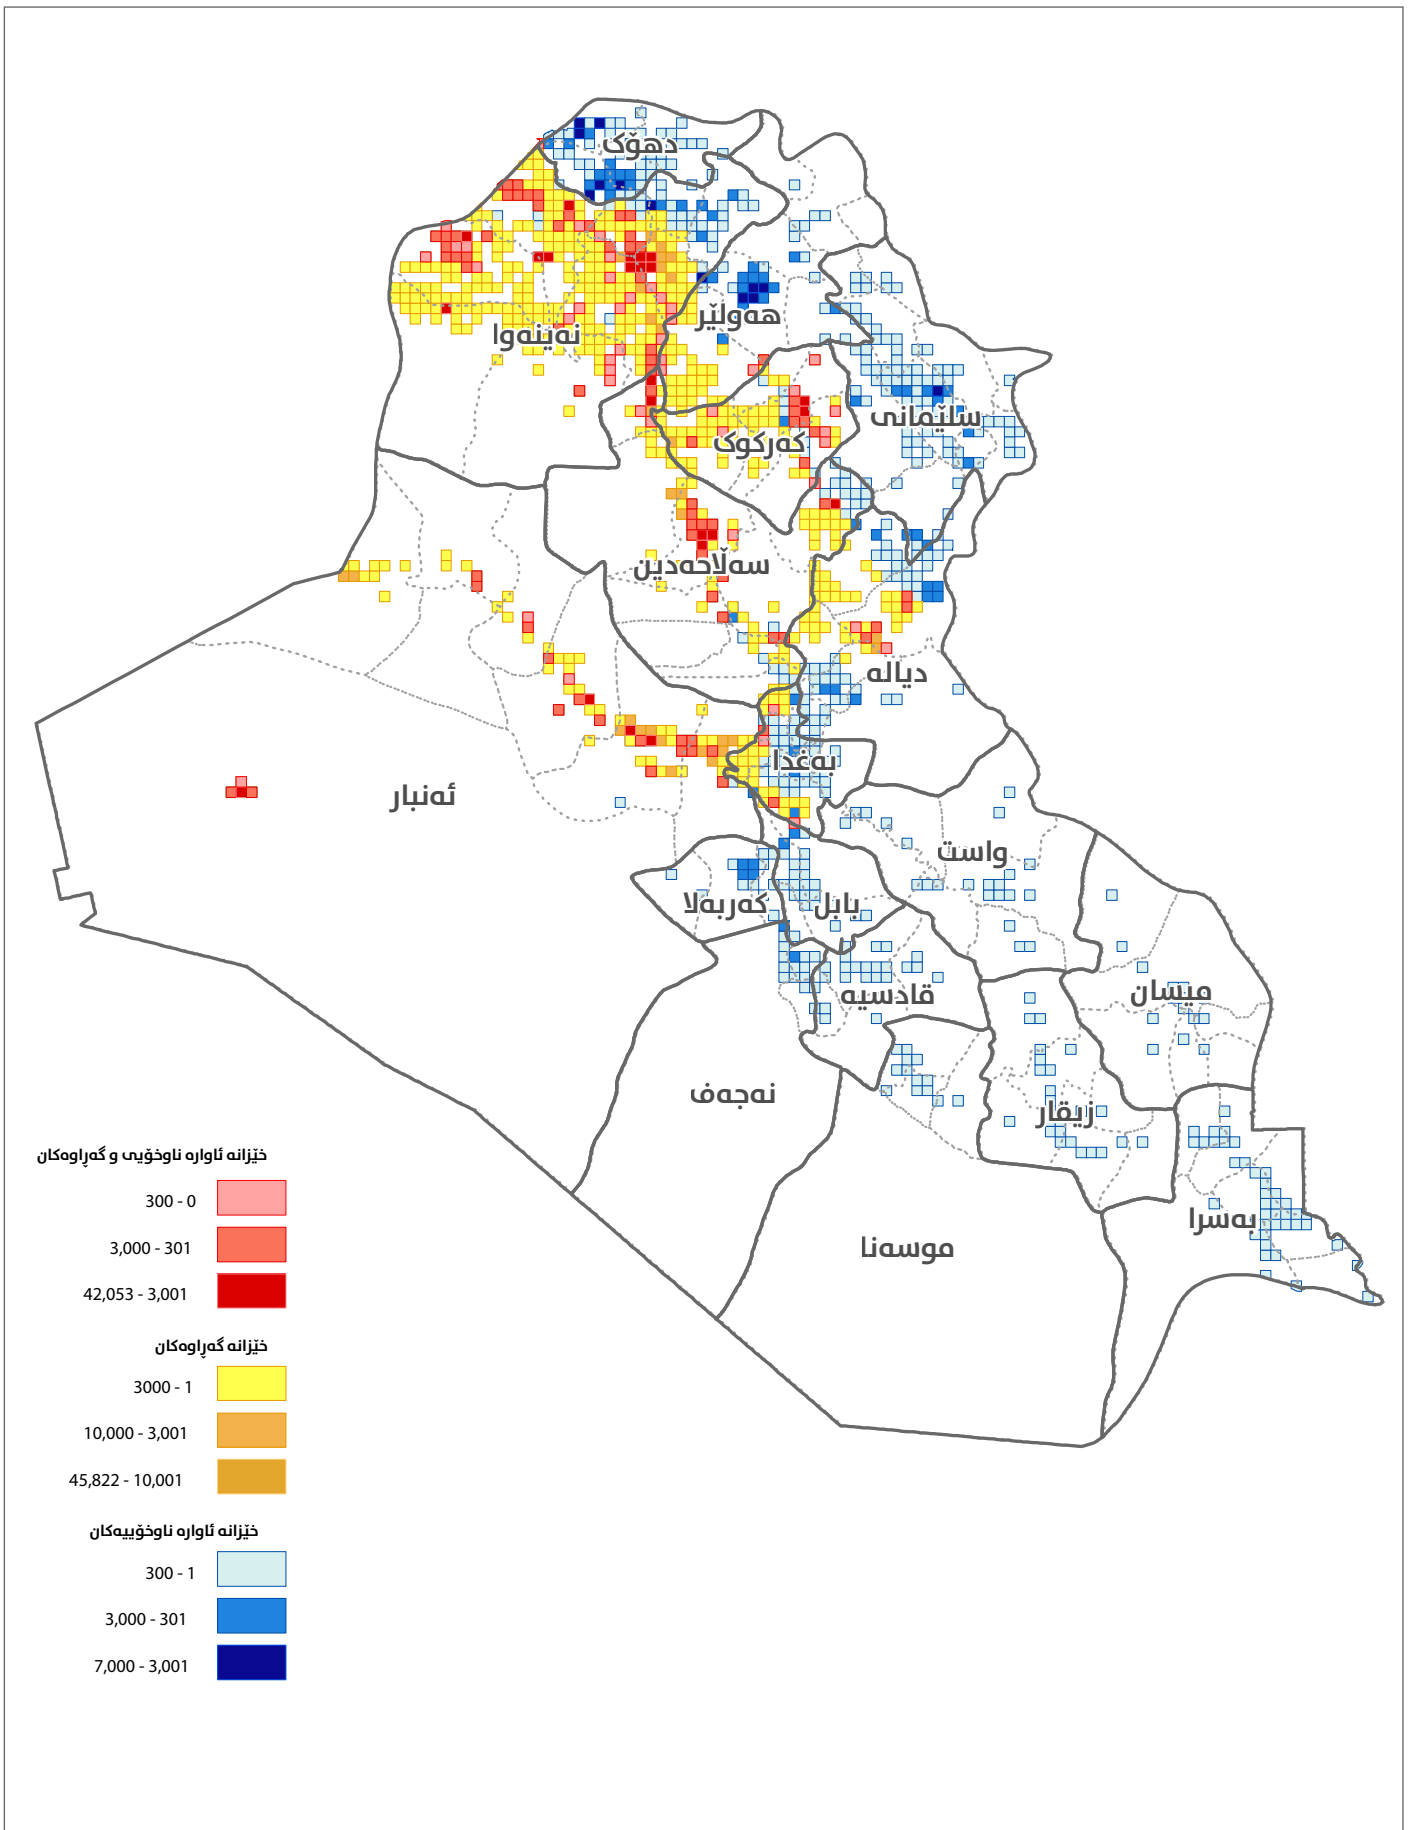 دهۆک
هەولێر
نەینەوا
سلێمانی
کەرکوک
سەڵاحەدین
دیالە
بەغدا
ئەنبار
واست
کەربەلا
بابل
میسان
قادسیە
نەجەف
زیقار
بەسرا
موسەنا
خێزانە ئاوارە ناوخۆیی و گەڕاوەکان
300 - 0
3,000 - 301
42,053 - 3,001
خێزانە گەڕاوەکان
3000 - 1
10,000 - 3,001
45,822 - 10,001
خێزانە ئاوارە ناوخۆییەکان
300 - 1
3,000 - 301
7,000 - 3,001